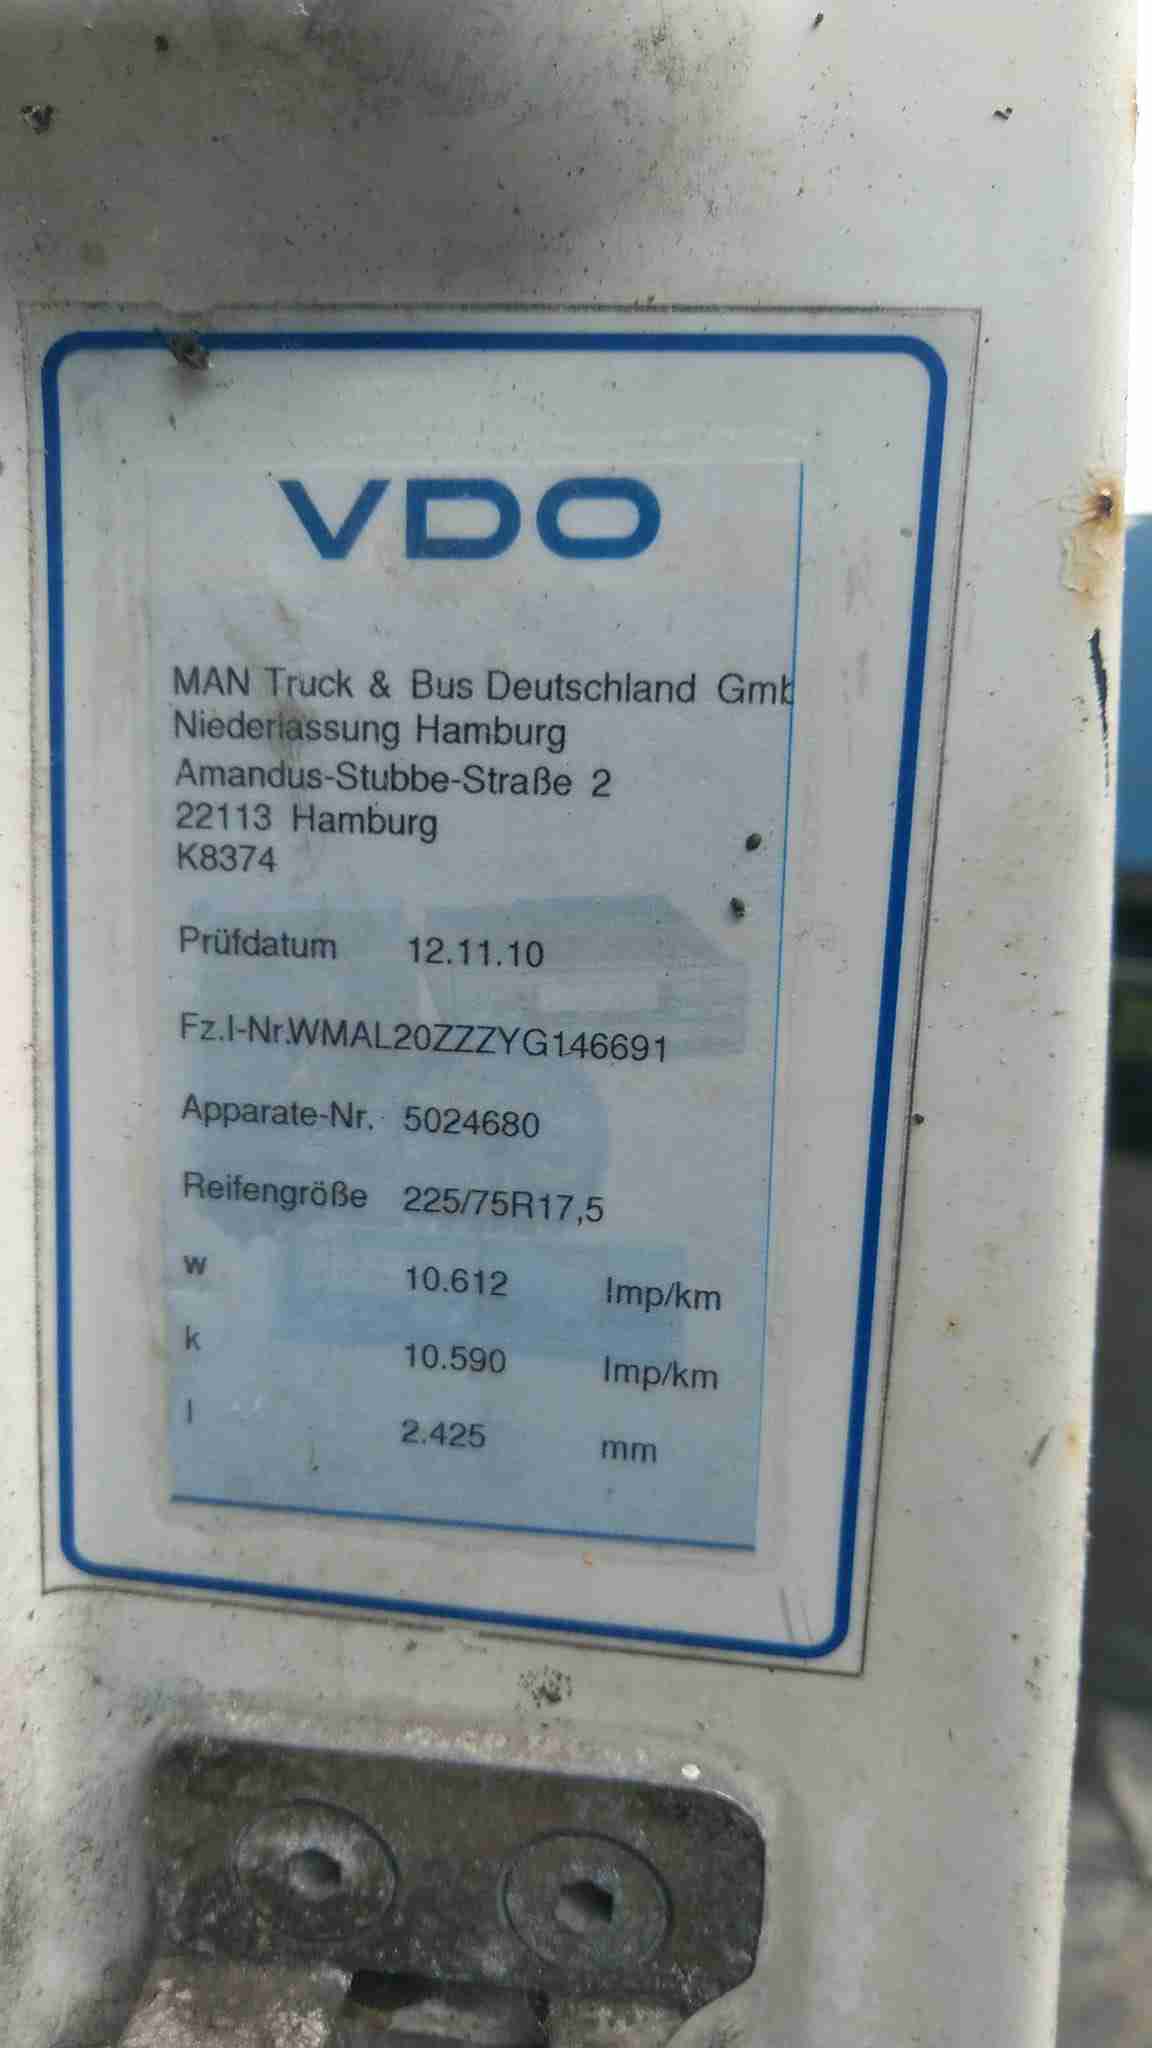 VDO
MAN Truck & Bus Deutschland Gmb
Niederlassung Hamburg
Amandus-Stubbe-Straße 2
22113 Hamburg
K8374
Prüfdatum 12.11.10
Fz.I-Nr.WMAL20ZZZYG146691
Apparate-Nr. 5024680
Reifengröße 225/75R17,5
w 10.612 Imp/km
k 10.590 Imp/km
l 2.425 mm